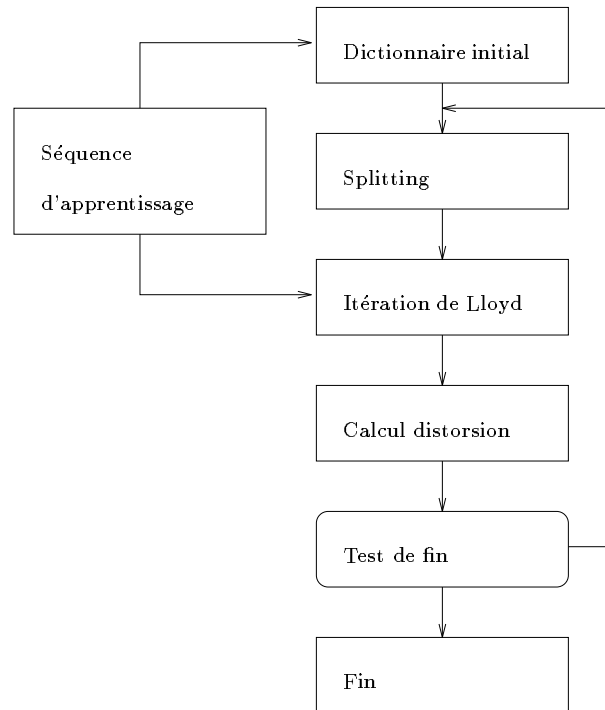 Dictionnaire initial
Séquence
d'apprentissage
Splitting
Itération de Lloyd
Calcul distorsion
Test de fin
Fin